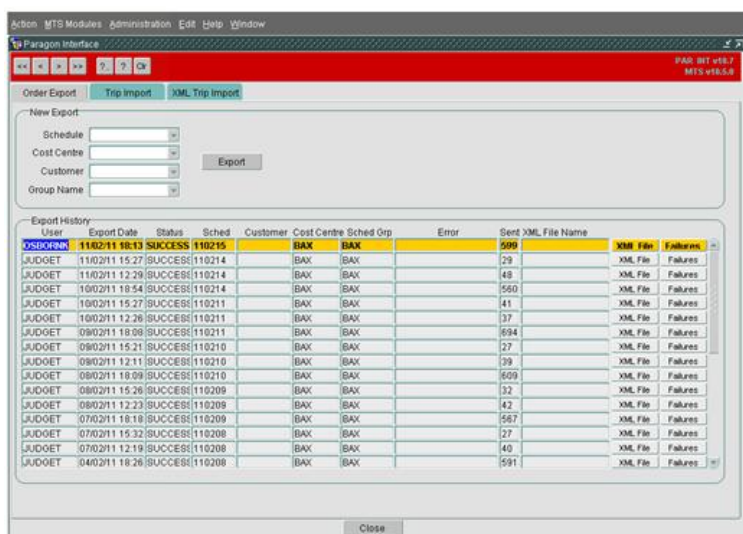 Action MTS Modules Administration Edit Help Window
Paragon Interface
<< < > >> ?.. ? Clr
PAR INT v18.7
MTS v18.5.0
Order Export Trip Import XML Trip Import
New Export
Schedule
Cost Centre
Customer
Group Name
Export
Export History
User Export Date Status Sched Customer Cost Centre Sched Grp Error Sent XML File Name
OSBORNK 11/02/11 18:13 SUCCESS 110215 BAX BAX 599 XML File Failures
JUDGET 11/02/11 15:27 SUCCESS 110214 BAX BAX 29 XML File Failures
JUDGET 11/02/11 12:29 SUCCESS 110214 BAX BAX 48 XML File Failures
JUDGET 10/02/11 18:54 SUCCESS 110214 BAX BAX 560 XML File Failures
JUDGET 10/02/11 15:27 SUCCESS 110211 BAX BAX 41 XML File Failures
JUDGET 10/02/11 12:26 SUCCESS 110211 BAX BAX 37 XML File Failures
JUDGET 09/02/11 18:08 SUCCESS 110211 BAX BAX 694 XML File Failures
JUDGET 09/02/11 15:21 SUCCESS 110210 BAX BAX 27 XML File Failures
JUDGET 09/02/11 12:11 SUCCESS 110210 BAX BAX 39 XML File Failures
JUDGET 08/02/11 18:09 SUCCESS 110210 BAX BAX 609 XML File Failures
JUDGET 08/02/11 15:26 SUCCESS 110209 BAX BAX 32 XML File Failures
JUDGET 08/02/11 12:23 SUCCESS 110209 BAX BAX 42 XML File Failures
JUDGET 07/02/11 18:18 SUCCESS 110209 BAX BAX 567 XML File Failures
JUDGET 07/02/11 15:32 SUCCESS 110208 BAX BAX 27 XML File Failures
JUDGET 07/02/11 12:19 SUCCESS 110208 BAX BAX 40 XML File Failures
JUDGET 04/02/11 18:26 SUCCESS 110208 BAX BAX 591 XML File Failures
Close